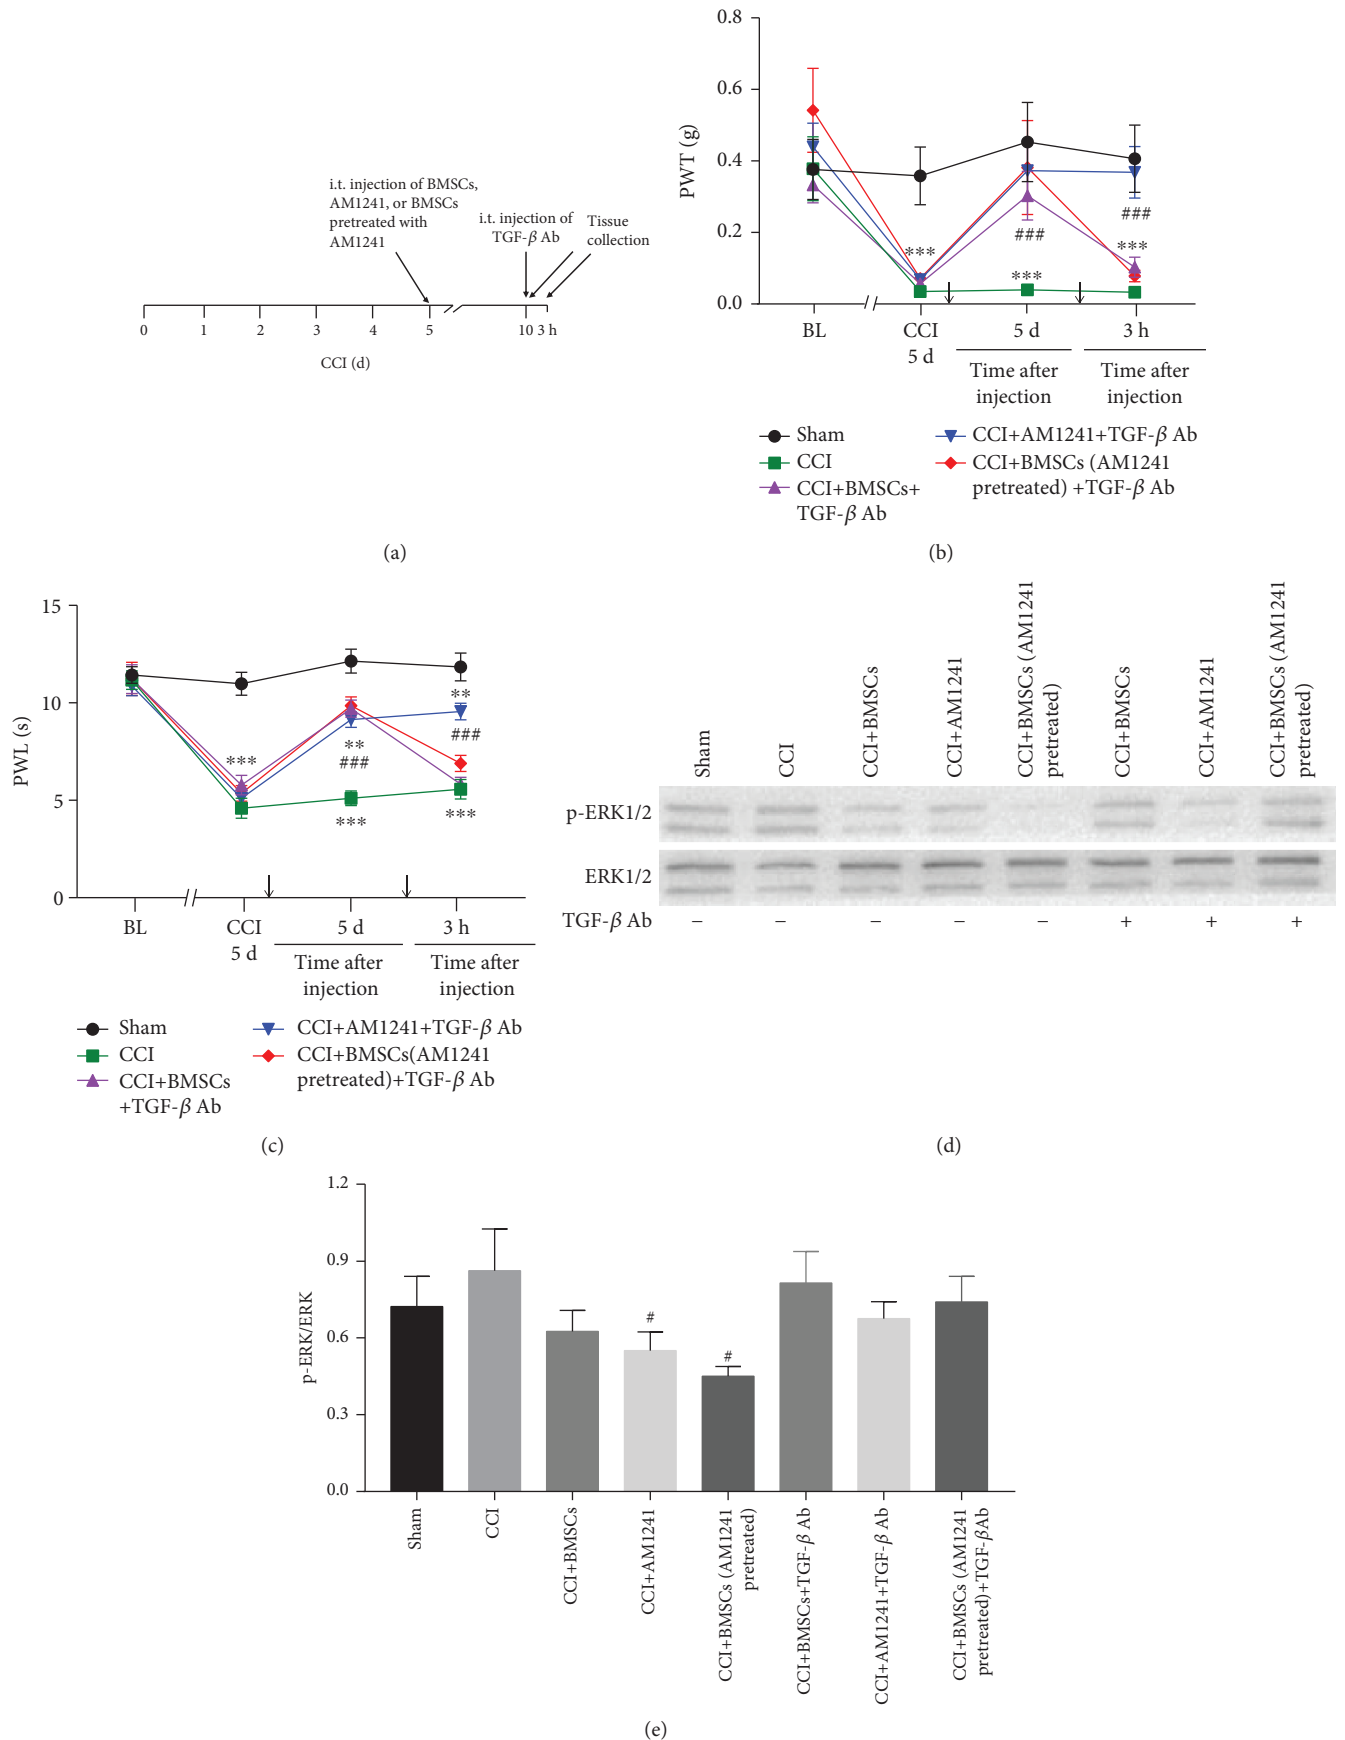 i.t. injection of BMSCs,
AM1241, or BMSCs
pretreated with
AM1241
i.t. injection of
TGF-β Ab
Tissue
collection
0 1 2 3 4 5 10 3 h
CCI (d)
(a)
PWT (g)
0.8
0.6
0.4
0.2
0.0
***
###
***
###
***
BL
CCI
5 d
5 d
3 h
Time after
injection
Time after
injection
Sham
CCI
CCI+BMSCs+
TGF-β Ab
CCI+AM1241+TGF-β Ab
CCI+BMSCs (AM1241
pretreated) +TGF-β Ab
(b)
PWL (s)
15
10
5
0
***
**
###
***
**
###
***
BL
CCI
5 d
5 d
3 h
Time after
injection
Time after
injection
Sham
CCI
CCI+BMSCs
+TGF-β Ab
CCI+AM1241+TGF-β Ab
CCI+BMSCs(AM1241
pretreated)+TGF-β Ab
(c)
Sham
CCI
CCI+BMSCs
CCI+AM1241
CCI+BMSCs (AM1241
pretreated)
CCI+BMSCs
CCI+AM1241
CCI+BMSCs (AM1241
pretreated)
p-ERK1/2
ERK1/2
TGF-β Ab − − − − − + + +
(d)
p-ERK/ERK
1.2
0.9
0.6
0.3
0.0
#
#
Sham
CCI
CCI+BMSCs
CCI+AM1241
CCI+BMSCs (AM1241
pretreated)
CCI+BMSCs+TGF-β Ab
CCI+AM1241+TGF-β Ab
CCI+BMSCs (AM1241
pretreated)+TGF-βAb
(e)